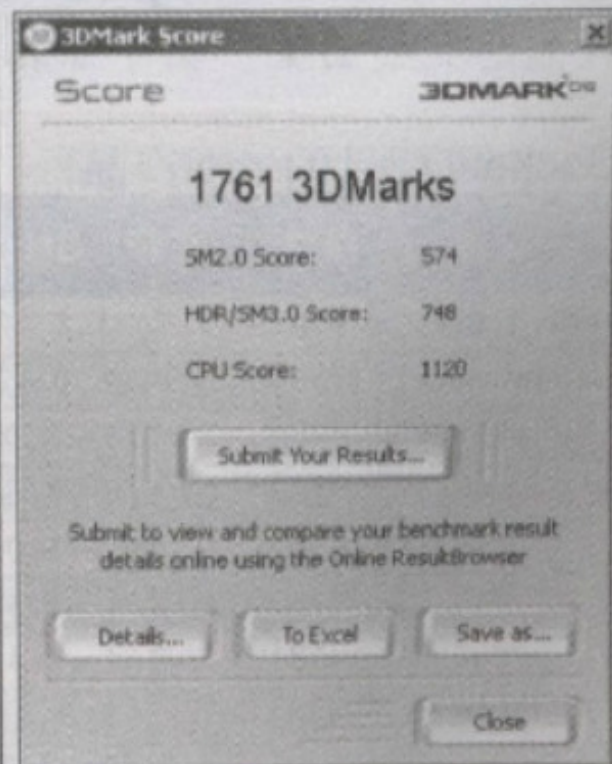 3DMark Score
Score 3DMARK 06
1761 3DMarks
SM2.0 Score: 574
HDR/SM3.0 Score: 748
CPU Score: 1120
Submit Your Results...
Submit to view and compare your benchmark result
details online using the Online ResultBrowser
Details... To Excel Save as...
Close